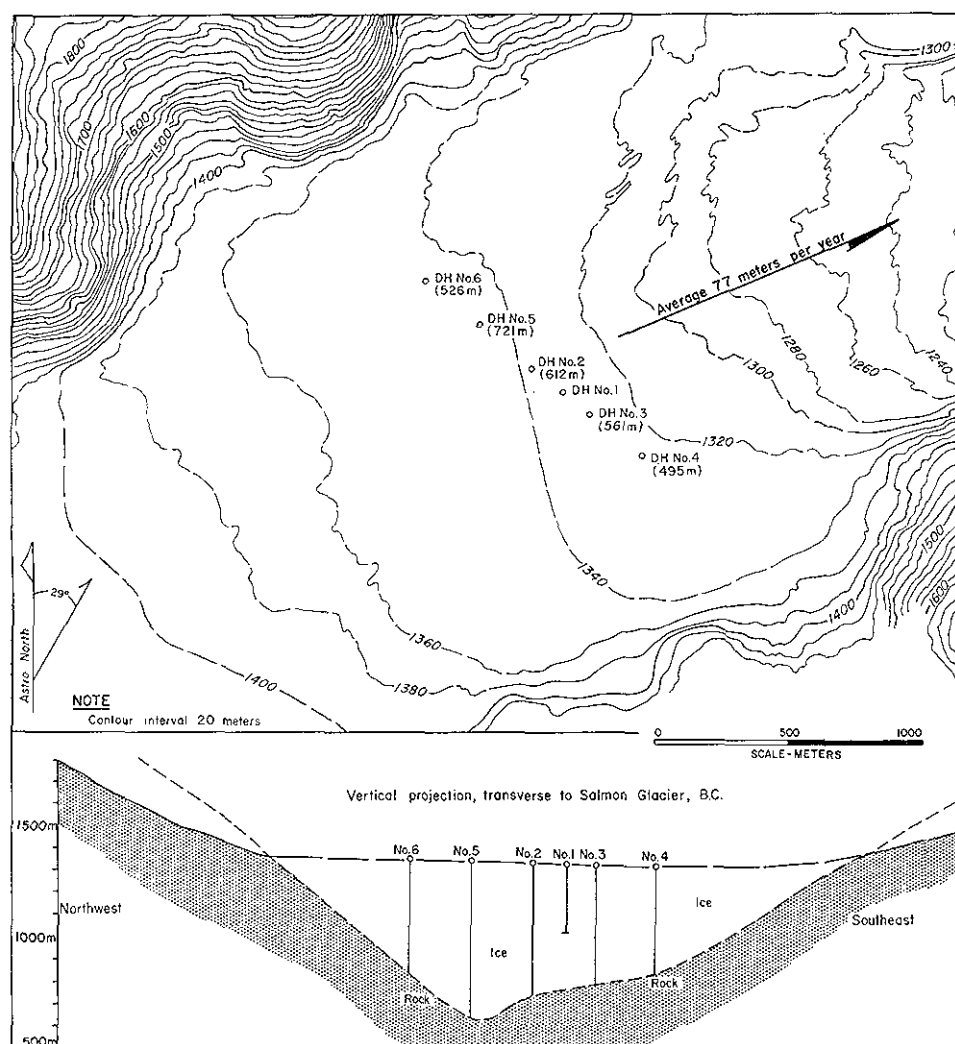 1800
1300
700
1600
1500
1400
Average 77 meters per year
DH No.6
(526m)
DH No.5
(721m)
DH No.2
(612m)
DH No.1
DH No.3
(561m)
DH No.4
(495m)
1280
1260
1240
1300
1320
1340
1500
1600
1400
29°
Astro North
1360
1380
1400
NOTE
Contour interval 20 meters
0 500 1000
SCALE-METERS
Vertical projection, transverse to Salmon Glacier, B.C.
1500m
No.6 No.5 No.2 No.1 No.3 No.4
Northwest
Ice
Southeast
1000m
Ice
Rock
Rock
500m